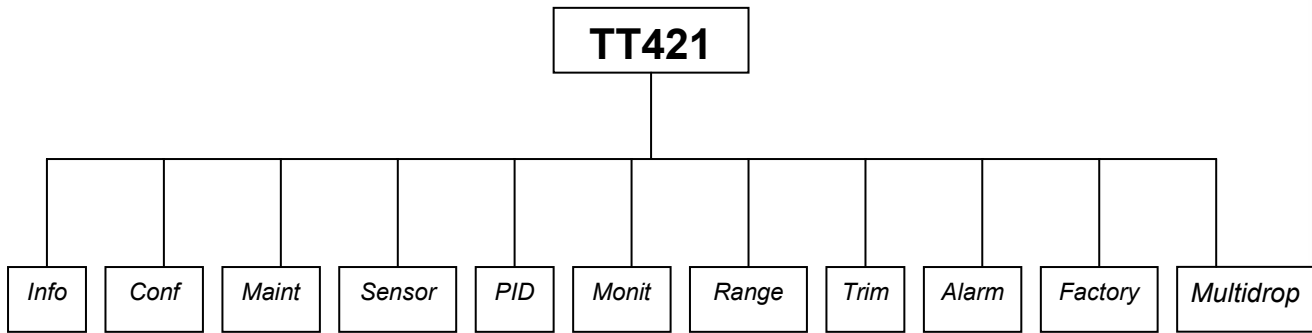 TT421
Info Conf Maint Sensor PID Monit Range Trim Alarm Factory Multidrop